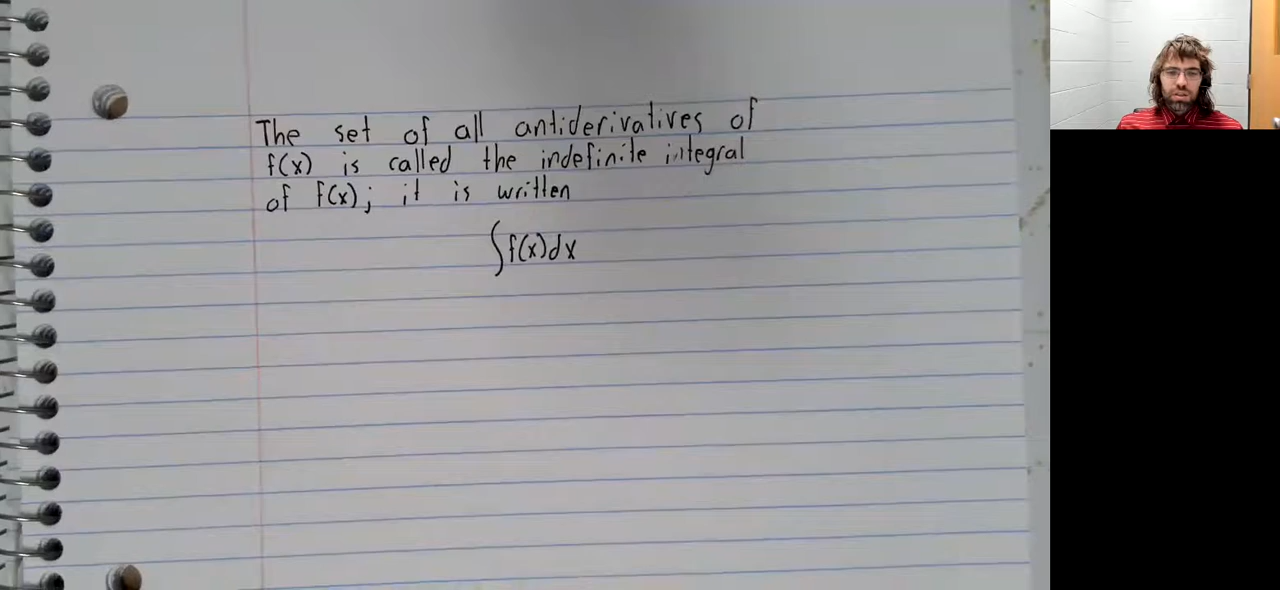 The set of all antiderivatives of
f(x) is called the indefinite integral
of f(x); it is written
∫f(x)dx